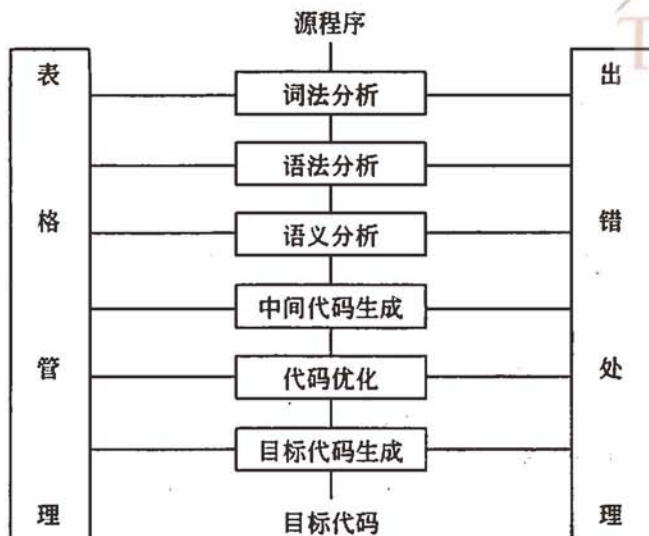 源程序
表格管理
词法分析
语法分析
语义分析
中间代码生成
代码优化
目标代码生成
目标代码
出错处理
T